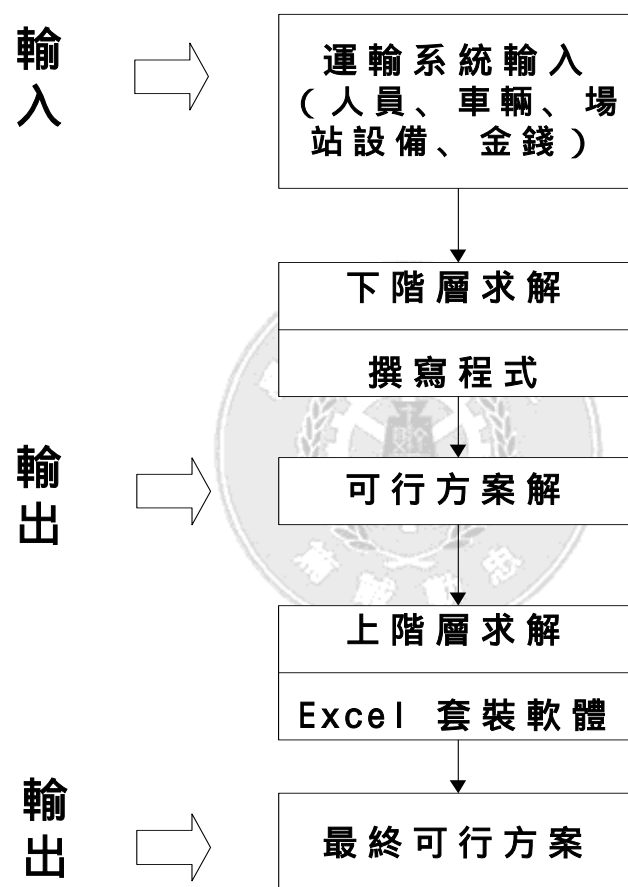 輸入
運輸系統輸入
(人員、車輛、場
站設備、金錢)
下階層求解
撰寫程式
輸出
可行方案解
上階層求解
Excel 套裝軟體
輸出
最終可行方案